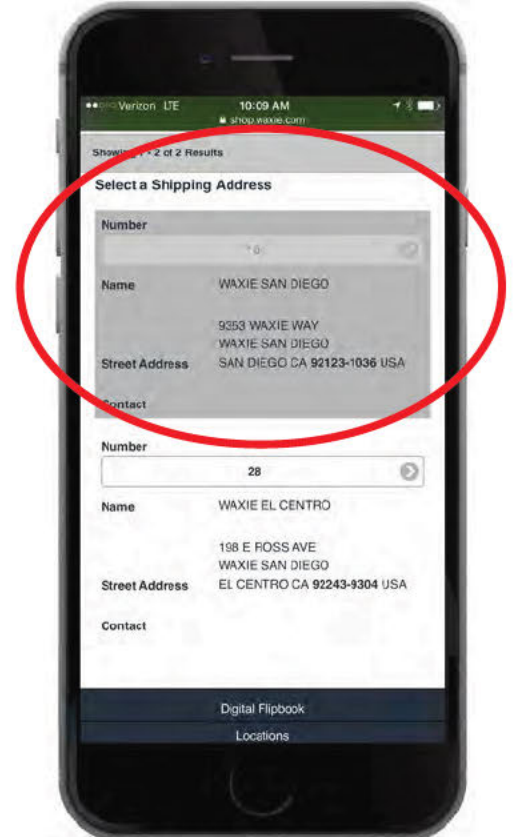 Verizon LTE 10:09 AM
shop.waxie.com
Showing 1 - 2 of 2 Results
Select a Shipping Address
Number
Name WAXIE SAN DIEGO
9353 WAXIE WAY
WAXIE SAN DIEGO
Street Address SAN DIEGO CA 92123-1036 USA
Contact
Number
28
Name WAXIE EL CENTRO
198 E ROSS AVE
WAXIE SAN DIEGO
Street Address EL CENTRO CA 92243-9304 USA
Contact
Digital Flipbook
Locations